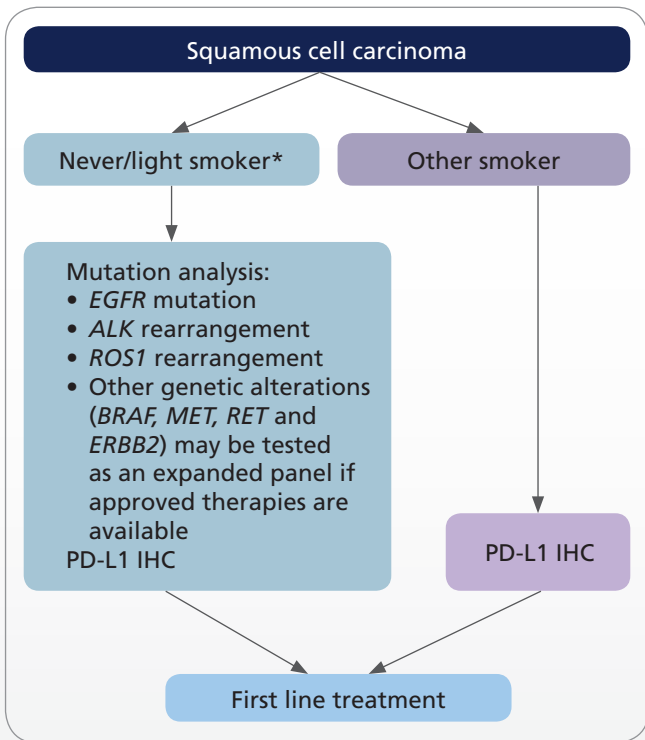 Squamous cell carcinoma
Never/light smoker*
Other smoker
Mutation analysis:
• EGFR mutation
• ALK rearrangement
• ROS1 rearrangement
• Other genetic alterations
(BRAF, MET, RET and
ERBB2) may be tested
as an expanded panel if
approved therapies are
available
PD-L1 IHC
PD-L1 IHC
First line treatment